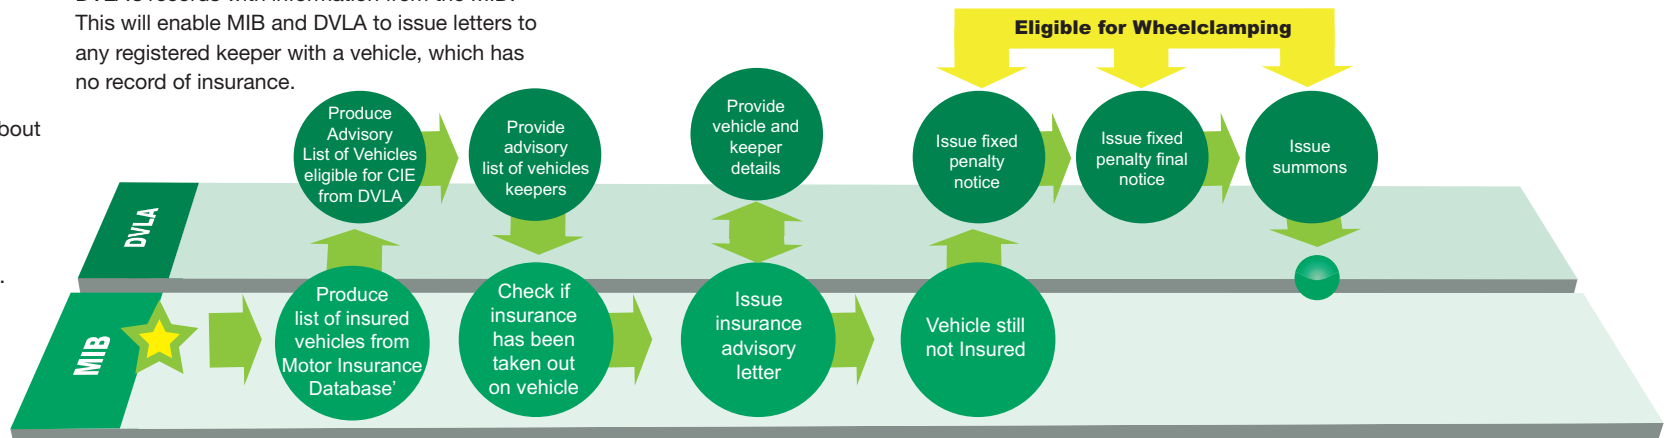 This will enable MIB and DVLA to issue letters to
any registered keeper with a vehicle, which has
no record of insurance.
bout
.
Eligible for Wheelclamping
DVLA
Produce
Advisory
List of Vehicles
eligible for CIE
from DVLA
Provide
advisory
list of vehicles
keepers
Provide
vehicle and
keeper
details
Issue fixed
penalty
notice
Issue fixed
penalty final
notice
Issue
summons
MIB
Produce
list of insured
vehicles from
Motor Insurance
Database’
Check if
insurance
has been
taken out
on vehicle
Issue
insurance
advisory
letter
Vehicle still
not Insured